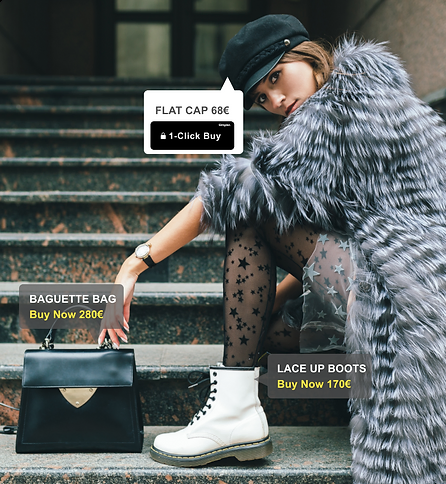 FLAT CAP 68€
1-Click Buy
BAGUETTE BAG
Buy Now 280€
LACE UP BOOTS
Buy Now 170€